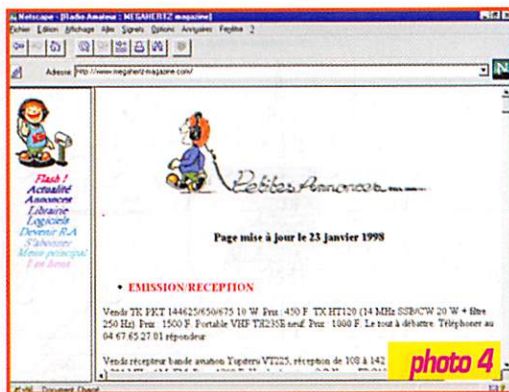 Netscape - [Radio Amateur : MEGAHERTZ magazine]
Fichier Edition Affichage Aller Signets Options Annuaires Fenêtre ?
Adresse http://www.megahertz-magazine.com/
N
Flash !
Actualité
Annonces
Librairie
Logiciels
Devenir R.A
S'abonner
Menu principal
Les liens
Petites Annonces
Page mise à jour le 23 janvier 1998
• EMISSION/RECEPTION
Vends TK PKT 144625/650/675 10 W. Prix : 450 F. TX HT120 (14 MHz SSB/CW 20 W + filtre
250 Hz). Prix : 1500 F. Portable VHF TH235E neuf. Prix : 1000 F. Le tout à débattre. Téléphoner au
04 67.65.27.01 répondeur.
Vends récepteur bande aviation Yupiteru VT225, réception de 108 à 142
photo 4